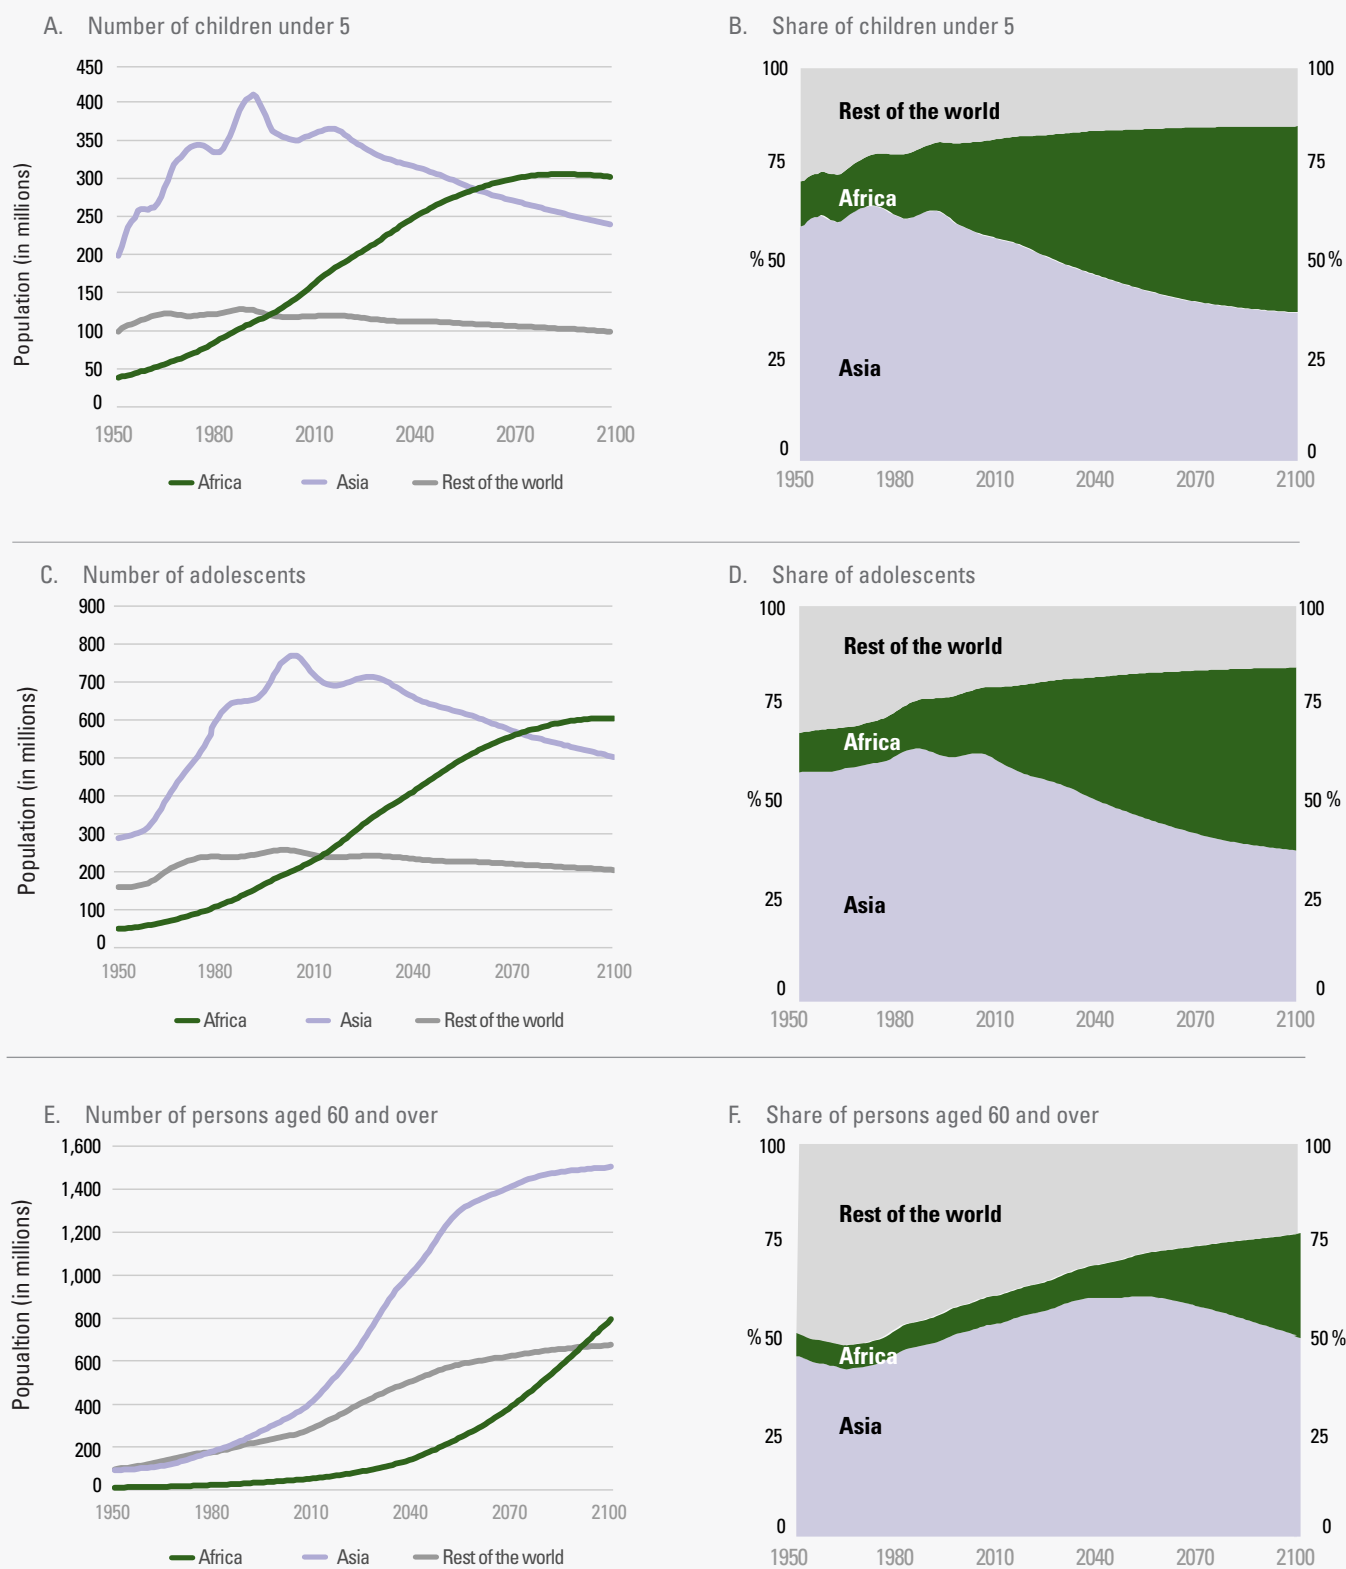 A. Number of children under 5
450
400
350
300
250
200
150
100
50
0
Population (in millions)
1950 1980 2010 2040 2070 2100
Africa Asia Rest of the world
B. Share of children under 5
100 100
Rest of the world
75 75
Africa
% 50 50 %
25 25
Asia
0 0
1950 1980 2010 2040 2070 2100
C. Number of adolescents
900
800
700
600
500
400
300
200
100
0
Population (in millions)
1950 1980 2010 2040 2070 2100
Africa Asia Rest of the world
D. Share of adolescents
100 100
Rest of the world
75 75
Africa
% 50 50 %
25 25
Asia
0 0
1950 1980 2010 2040 2070 2100
E. Number of persons aged 60 and over
1,600
1,400
1,200
1,000
800
600
400
200
0
Popualtion (in millions)
1950 1980 2010 2040 2070 2100
Africa Asia Rest of the world
F. Share of persons aged 60 and over
100 100
Rest of the world
75 75
% 50 50 %
Africa
Asia
25 25
0 0
1950 1980 2010 2040 2070 2100